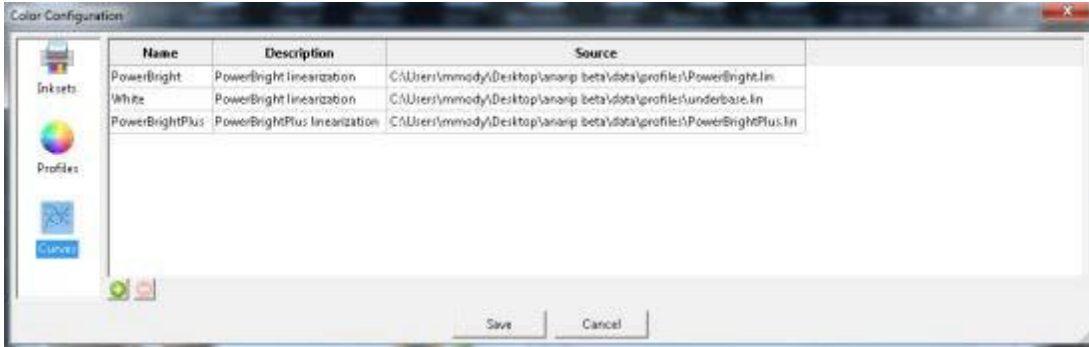 Color Configuration
Name Description Source
PowerBright PowerBright linearization C:\Users\mmody\Desktop\anarip beta\data\profiles\PowerBright.lin
White PowerBright linearization C:\Users\mmody\Desktop\anarip beta\data\profiles\underbase.lin
PowerBrightPlus PowerBrightPlus linearization C:\Users\mmody\Desktop\anarip beta\data\profiles\PowerBrightPlus.lin
Inksets
Profiles
Curves
Save Cancel